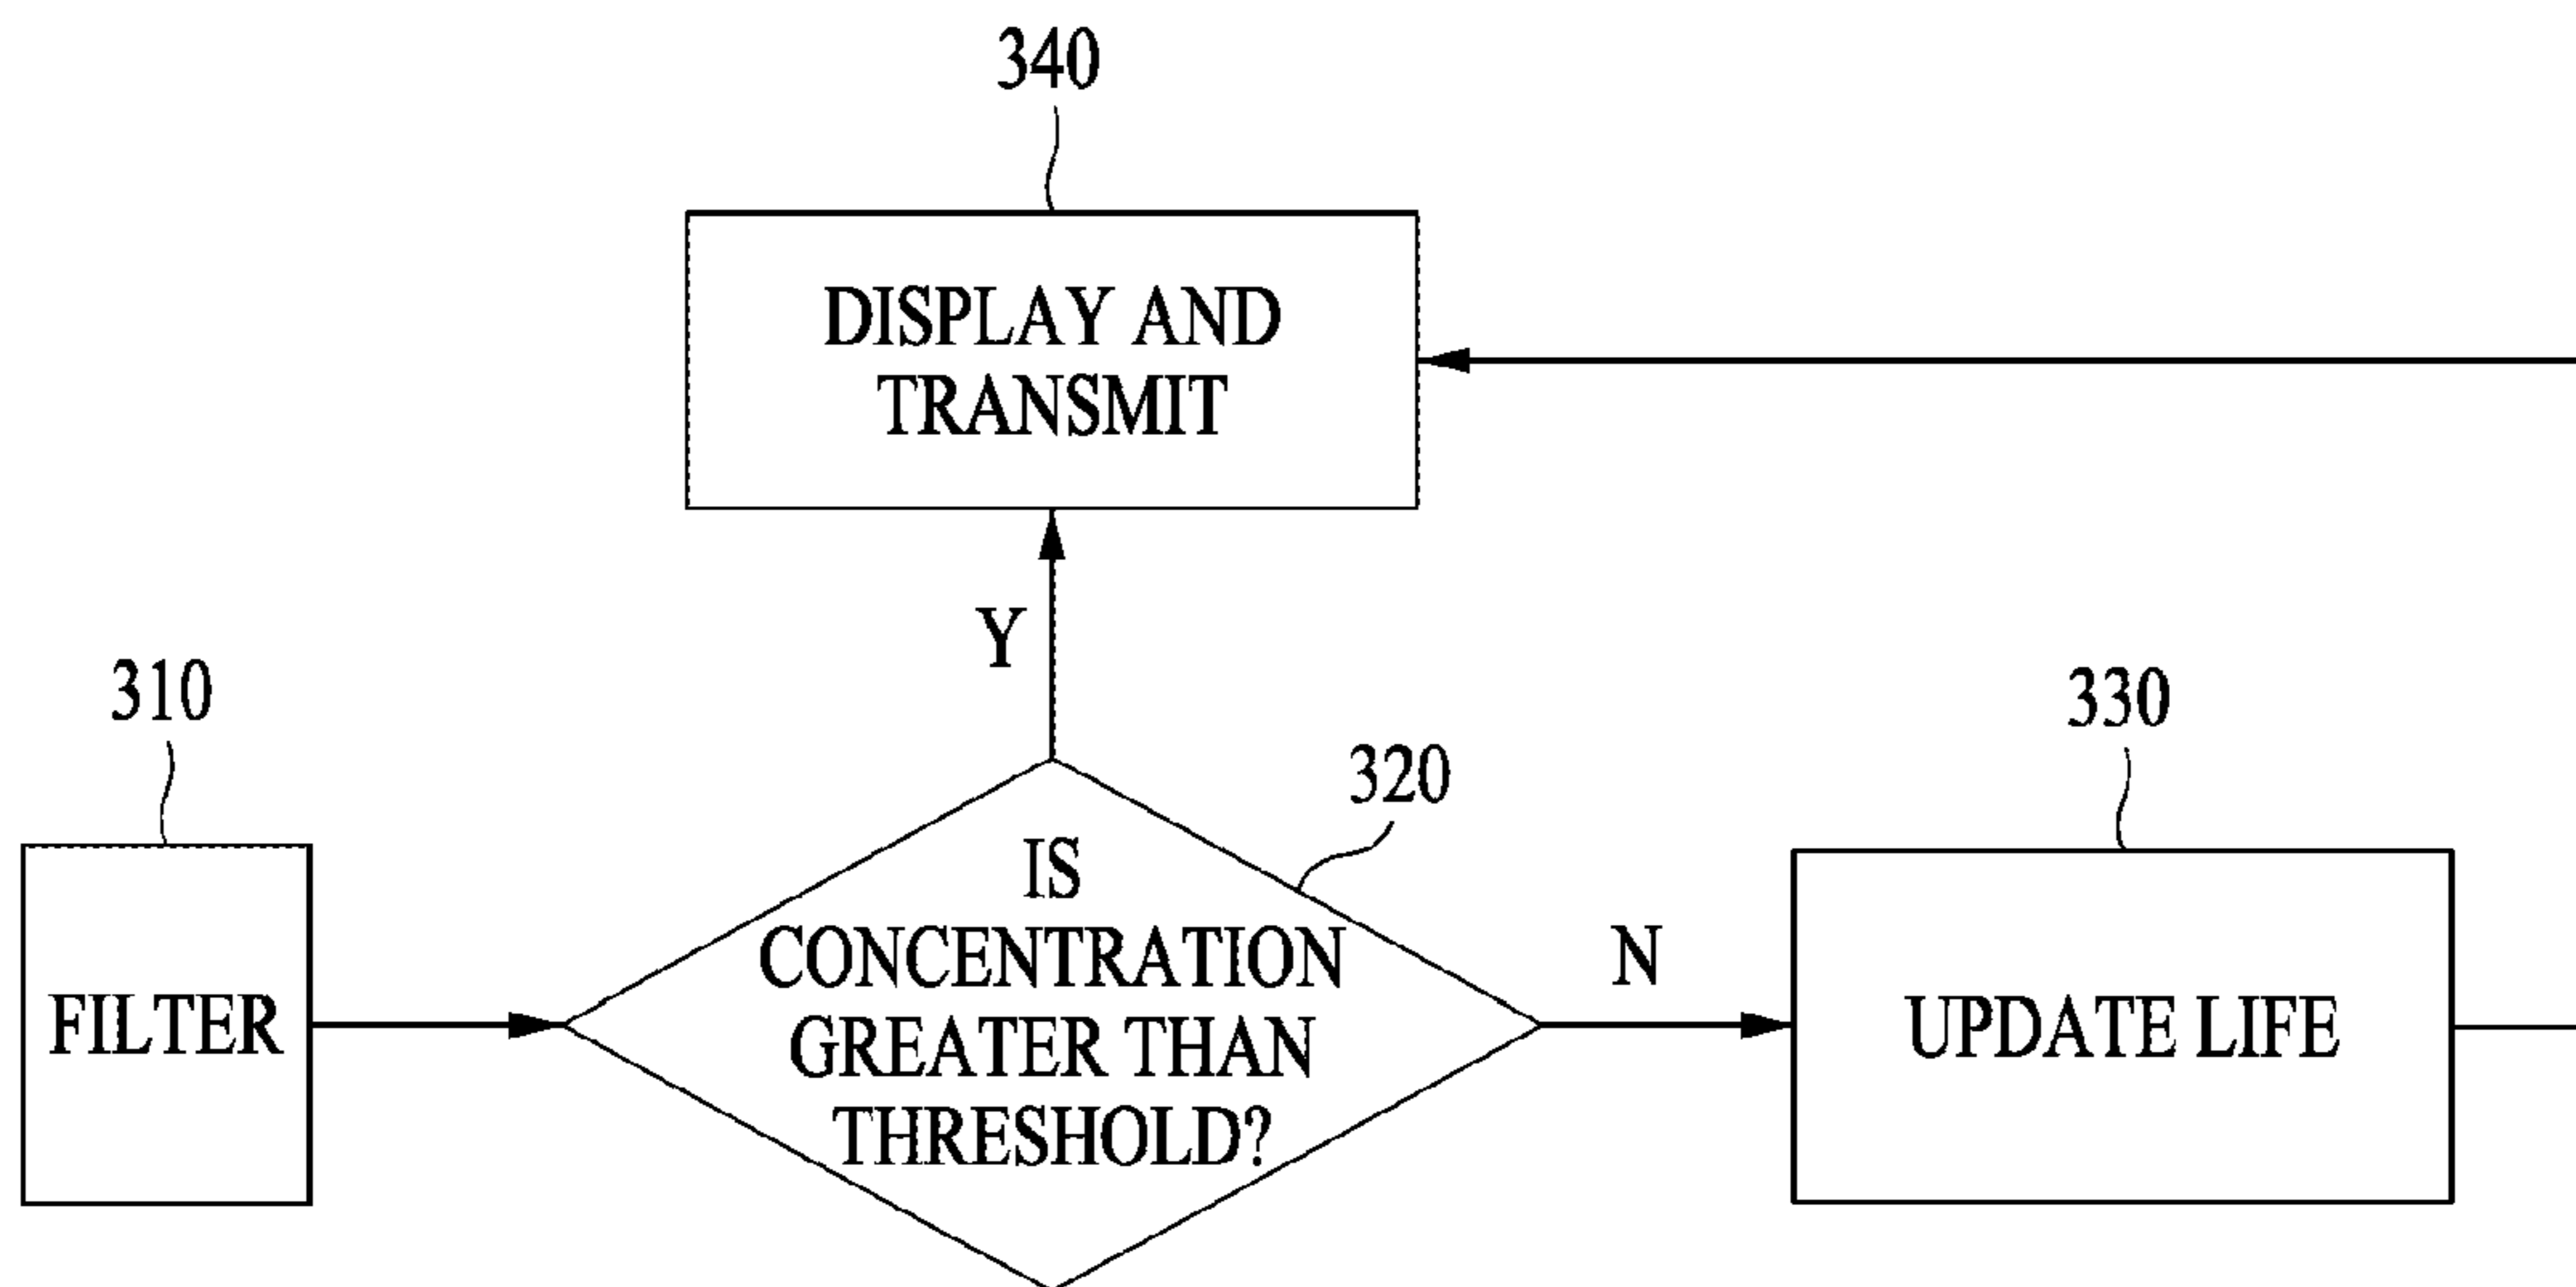 340
DISPLAY AND
TRANSMIT
Y
310
320
330
FILTER
IS
CONCENTRATION
GREATER THAN
THRESHOLD?
N
UPDATE LIFE